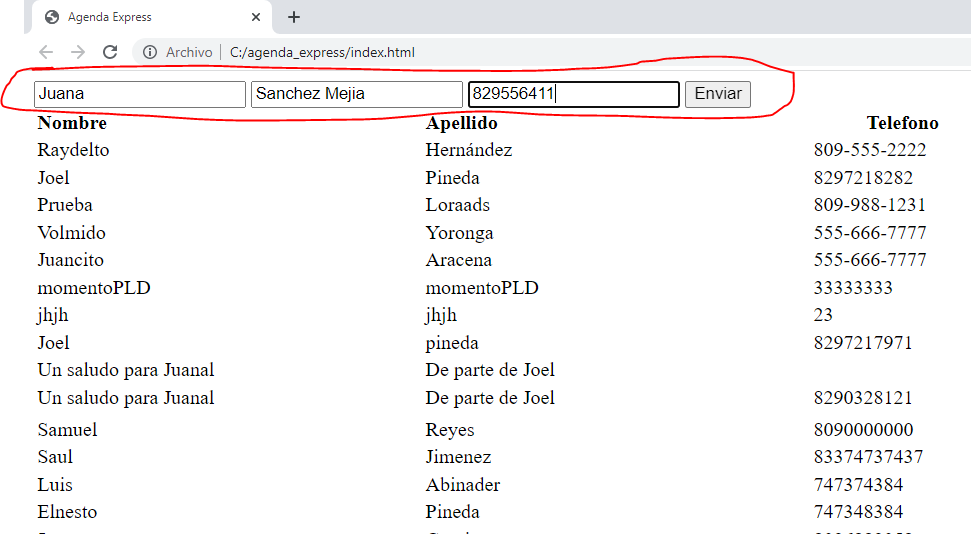 Agenda Express
Archivo C:/agenda_express/index.html
Juana Sanchez Mejia 829556411 Enviar
Nombre Apellido Telefono
Raydelto Hernández 809-555-2222
Joel Pineda 8297218282
Prueba Loraads 809-988-1231
Volmido Yoronga 555-666-7777
Juancito Aracena 555-666-7777
momentoPLD momentoPLD 33333333
jhjh jhjh 23
Joel pineda 8297217971
Un saludo para Juanal De parte de Joel
Un saludo para Juanal De parte de Joel 8290328121
Samuel Reyes 8090000000
Saul Jimenez 83374737437
Luis Abinader 747374384
Elnesto Pineda 747348384